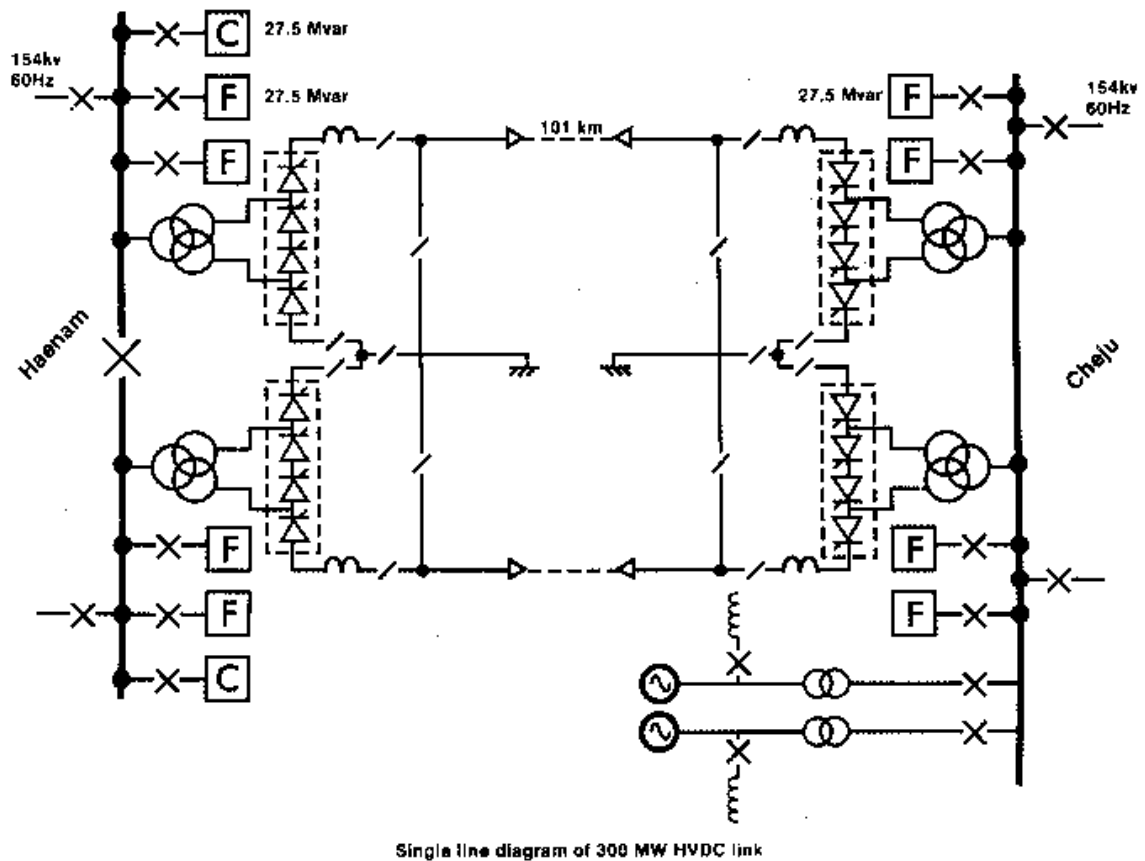 C
27.5 Mvar
154kv
60Hz
F
27.5 Mvar
27.5 Mvar
F
154kv
60Hz
101 km
F
F
Haenam
Cheju
F
F
F
F
C
Single line diagram of 300 MW HVDC link